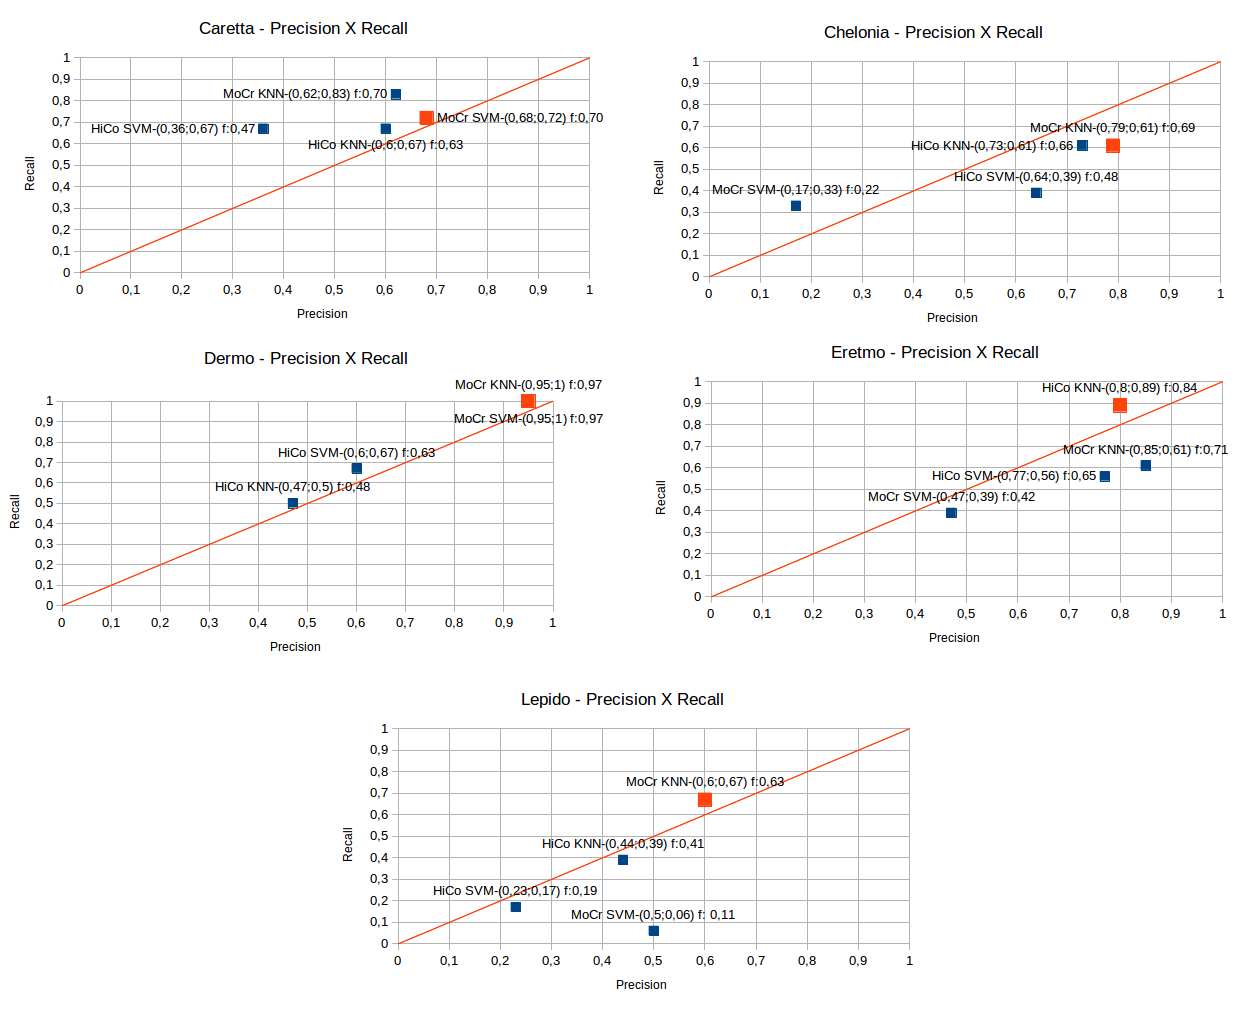 Caretta - Precision X Recall
1
0,9
0,8
0,7
0,6
0,5
0,4
0,3
0,2
0,1
0
Recall
MoCr KNN-(0,62;0,83) f:0,70
MoCr SVM-(0,68;0,72) f:0,70
HiCo SVM-(0,36;0,67) f:0,47
HiCo KNN-(0,6;0,67) f:0,63
0 0,1 0,2 0,3 0,4 0,5 0,6 0,7 0,8 0,9 1
Precision
Chelonia - Precision X Recall
1
0,9
0,8
0,7
0,6
0,5
0,4
0,3
0,2
0,1
0
Recall
MoCr KNN-(0,79;0,61) f:0,69
HiCo KNN-(0,73;0,61) f:0,66
HiCo SVM-(0,64;0,39) f:0,48
MoCr SVM-(0,17;0,33) f:0,22
0 0,1 0,2 0,3 0,4 0,5 0,6 0,7 0,8 0,9 1
Precision
Dermo - Precision X Recall
1
0,9
0,8
0,7
0,6
0,5
0,4
0,3
0,2
0,1
0
Recall
MoCr KNN-(0,95;1) f:0,97
MoCr SVM-(0,95;1) f:0,97
HiCo SVM-(0,6;0,67) f:0,63
HiCo KNN-(0,47;0,5) f:0,48
0 0,1 0,2 0,3 0,4 0,5 0,6 0,7 0,8 0,9 1
Precision
Eretmo - Precision X Recall
1
0,9
0,8
0,7
0,6
0,5
0,4
0,3
0,2
0,1
0
Recall
HiCo KNN-(0,8;0,89) f:0,84
MoCr KNN-(0,85;0,61) f:0,71
HiCo SVM-(0,77;0,56) f:0,65
MoCr SVM-(0,47;0,39) f:0,42
0 0,1 0,2 0,3 0,4 0,5 0,6 0,7 0,8 0,9 1
Precision
Lepido - Precision X Recall
1
0,9
0,8
0,7
0,6
0,5
0,4
0,3
0,2
0,1
0
Recall
MoCr KNN-(0,6;0,67) f:0,63
HiCo KNN-(0,44;0,39) f:0,41
HiCo SVM-(0,23;0,17) f:0,19
MoCr SVM-(0,5;0,06) f: 0,11
0 0,1 0,2 0,3 0,4 0,5 0,6 0,7 0,8 0,9 1
Precision